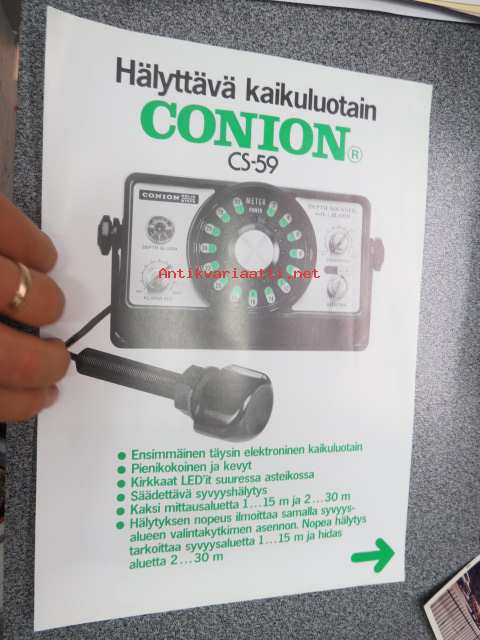 Hälyttävä kaikuluotain
CONION®
CS-59
CONION
METER
POWER
DEPTH SOUNDER
DEPTH ALARM
Antikvariaatti.net
• Ensimmäinen täysin elektroninen kaikuluotain
• Pienikokoinen ja kevyt
• Kirkkaat LED'it suuressa asteikossa
• Säädettävä syvyyshälytys
• Kaksi mittausaluetta 1...15 m ja 2...30 m
• Hälytyksen nopeus ilmoittaa samalla syvyys-
alueen valintakytkimen asennon. Nopea hälytys
tarkoittaa syvyysaluetta 1...15 m ja hidas
aluetta 2...30 m